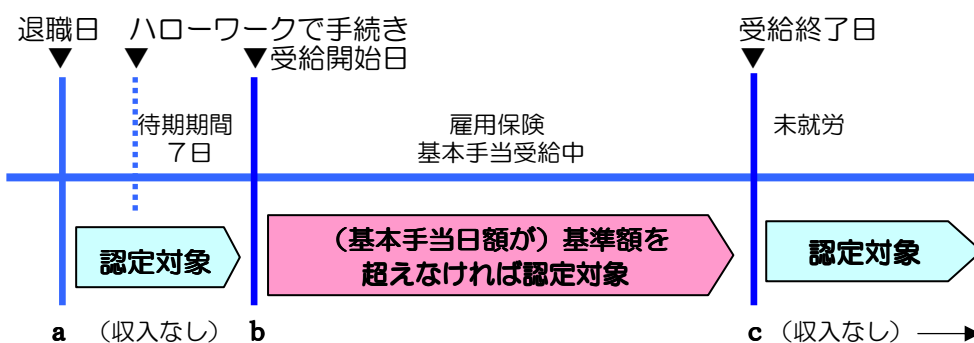 退職日
ハローワークで手続き
受給開始日
受給終了日
待期期間
７日
雇用保険
基本手当受給中
未就労
認定対象
（基本手当日額が）基準額を
超えなければ認定対象
認定対象
a
（収入なし）
b
c
（収入なし）